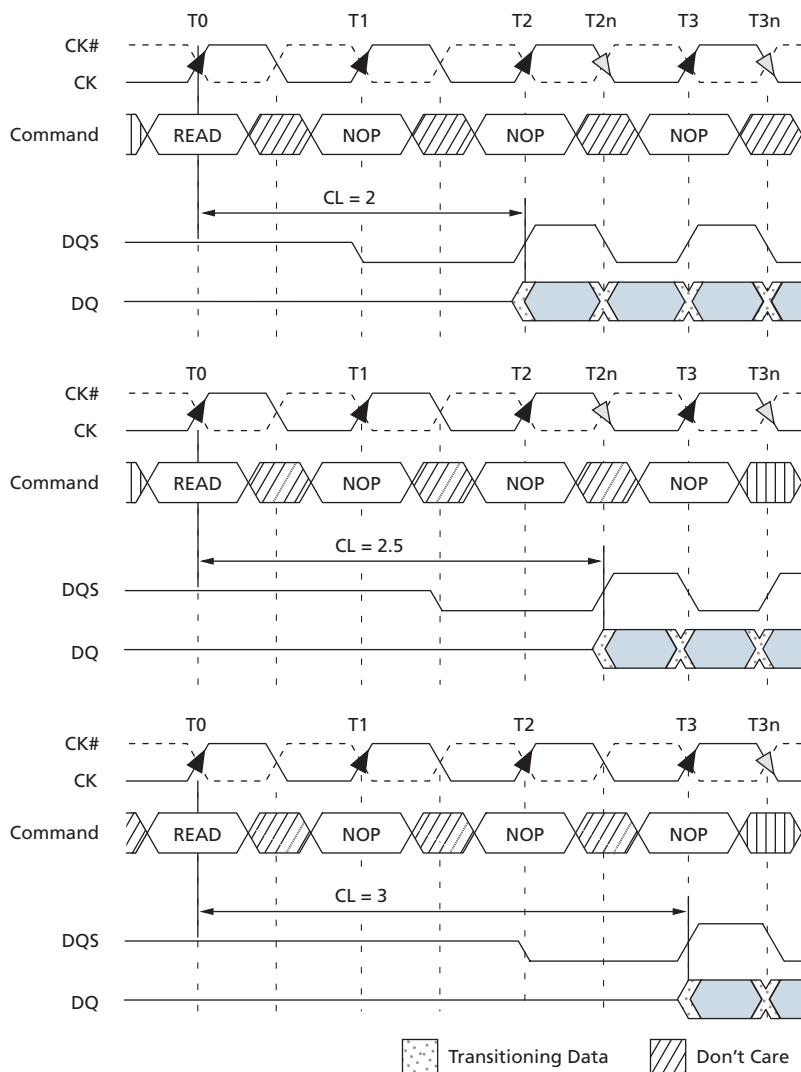 T0 T1 T2 T2n T3 T3n
CK#
CK
Command READ NOP NOP NOP
CL = 2
DQS
DQ
T0 T1 T2 T2n T3 T3n
CK#
CK
Command READ NOP NOP NOP
CL = 2.5
DQS
DQ
T0 T1 T2 T3 T3n
CK#
CK
Command READ NOP NOP NOP
CL = 3
DQS
DQ
Transitioning Data Don't Care